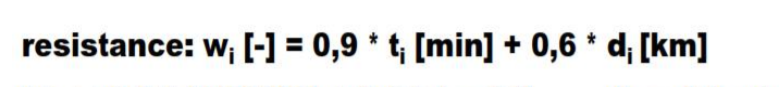 resistance: wᵢ [-] = 0,9 * tᵢ [min] + 0,6 * dᵢ [km]